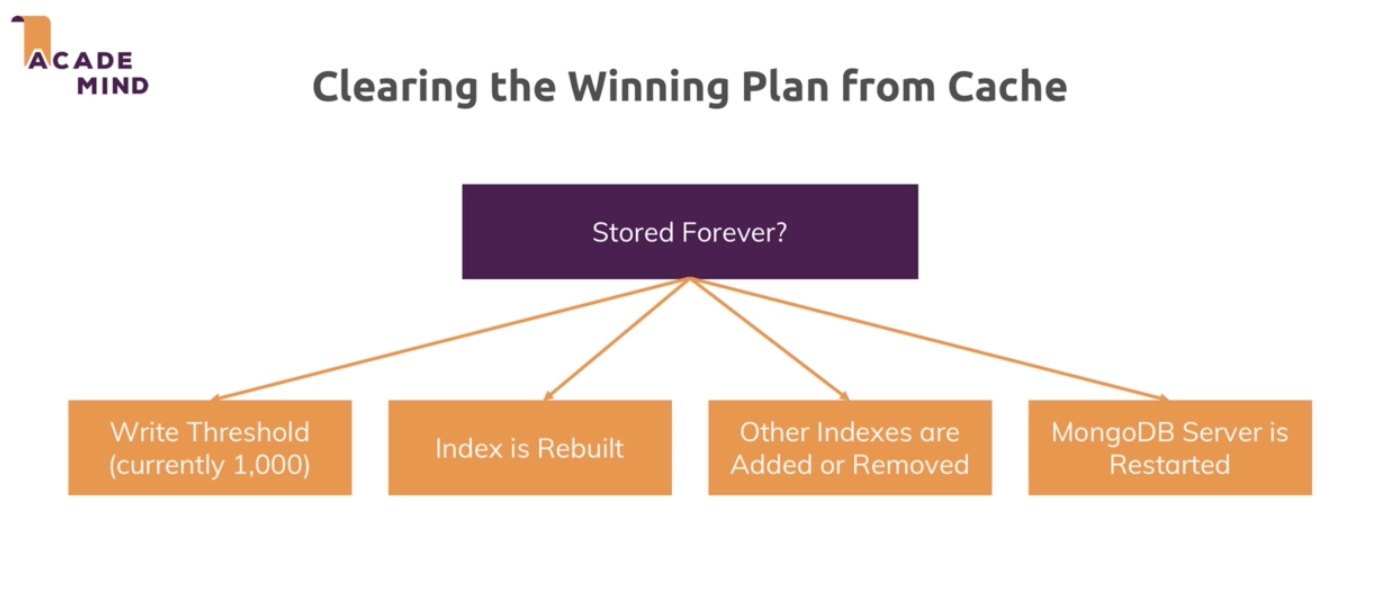 ACADE
MIND
Clearing the Winning Plan from Cache
Stored Forever?
Write Threshold
(currently 1,000)
Index is Rebuilt
Other Indexes are
Added or Removed
MongoDB Server is
Restarted